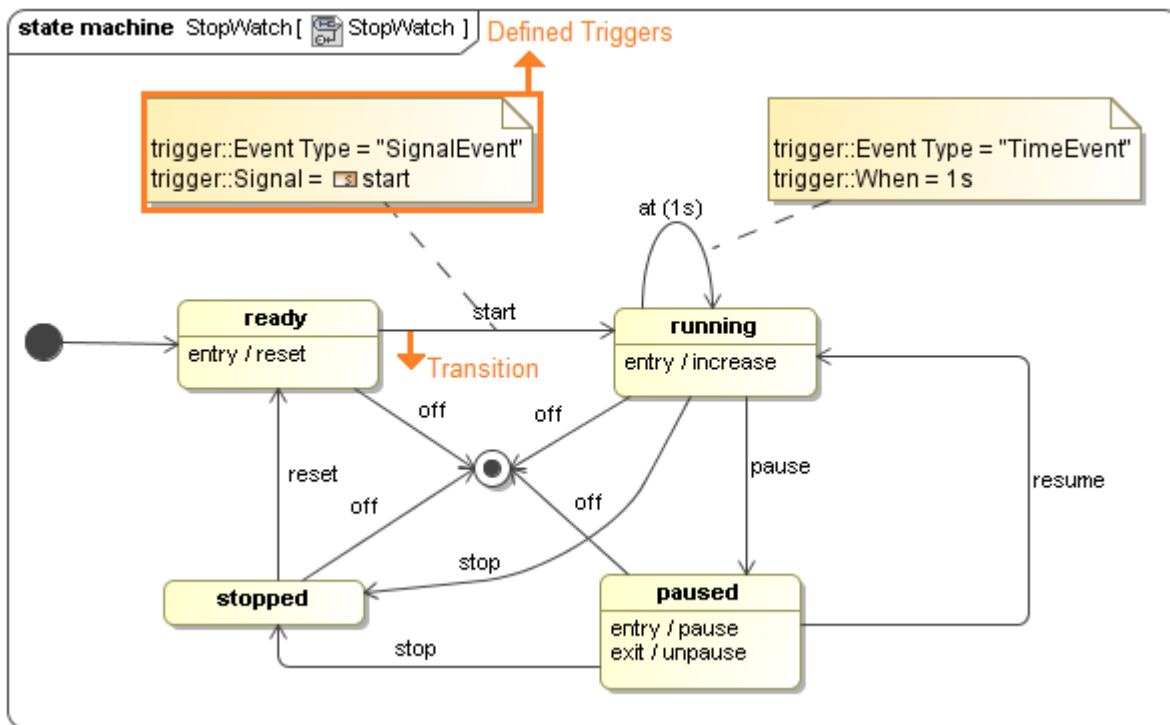 state machine StopWatch [ StopWatch ]
Defined Triggers
trigger::Event Type = "SignalEvent"
trigger::Signal = s start
trigger::Event Type = "TimeEvent"
trigger::When = 1s
at (1s)
start
ready
entry / reset
Transition
running
entry / increase
off
off
reset
pause
resume
off
off
stop
stopped
paused
entry / pause
exit / unpause
stop